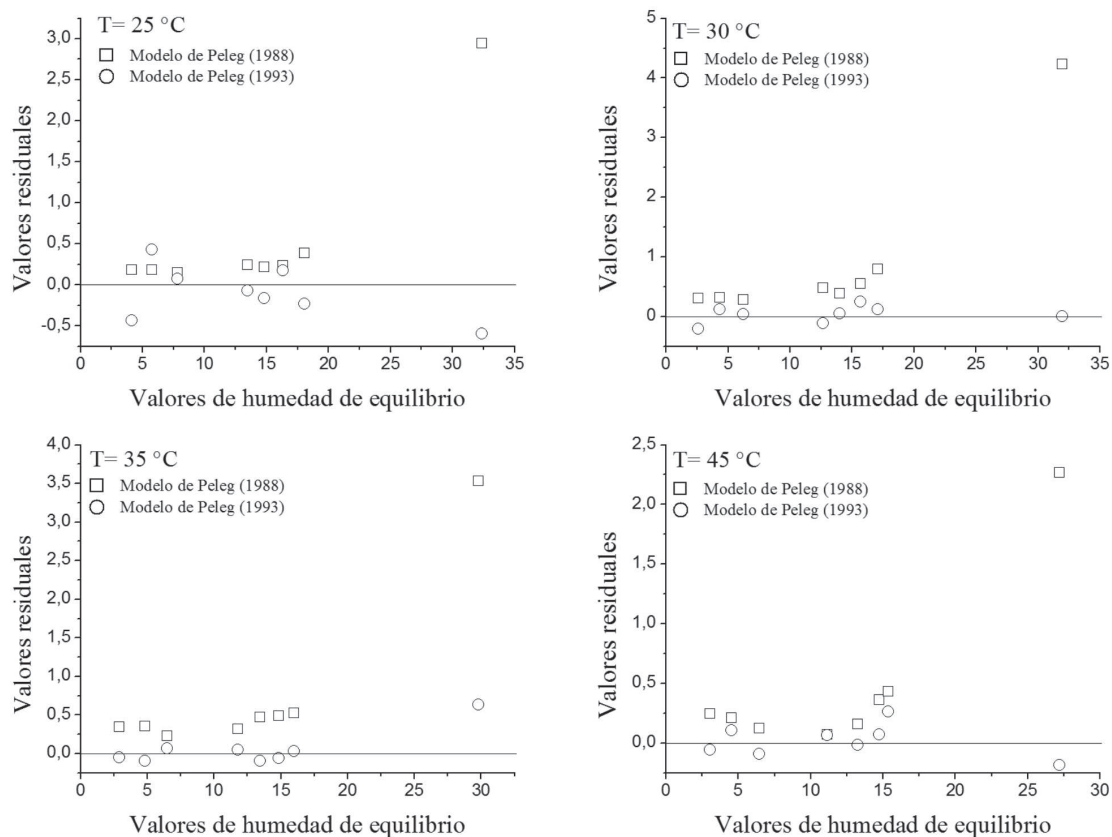 T= 25 °C
Modelo de Peleg (1988)
Modelo de Peleg (1993)
3,0
2,5
2,0
1,5
1,0
0,5
0,0
-0,5
0 5 10 15 20 25 30 35
Valores residuales
Valores de humedad de equilibrio
T= 30 °C
Modelo de Peleg (1988)
Modelo de Peleg (1993)
5
4
3
2
1
0
0 5 10 15 20 25 30 35
Valores residuales
Valores de humedad de equilibrio
T= 35 °C
Modelo de Peleg (1988)
Modelo de Peleg (1993)
4,0
3,5
3,0
2,5
2,0
1,5
1,0
0,5
0,0
0 5 10 15 20 25 30
Valores residuales
Valores de humedad de equilibrio
T= 45 °C
Modelo de Peleg (1988)
Modelo de Peleg (1993)
2,5
2,0
1,5
1,0
0,5
0,0
0 5 10 15 20 25 30
Valores residuales
Valores de humedad de equilibrio